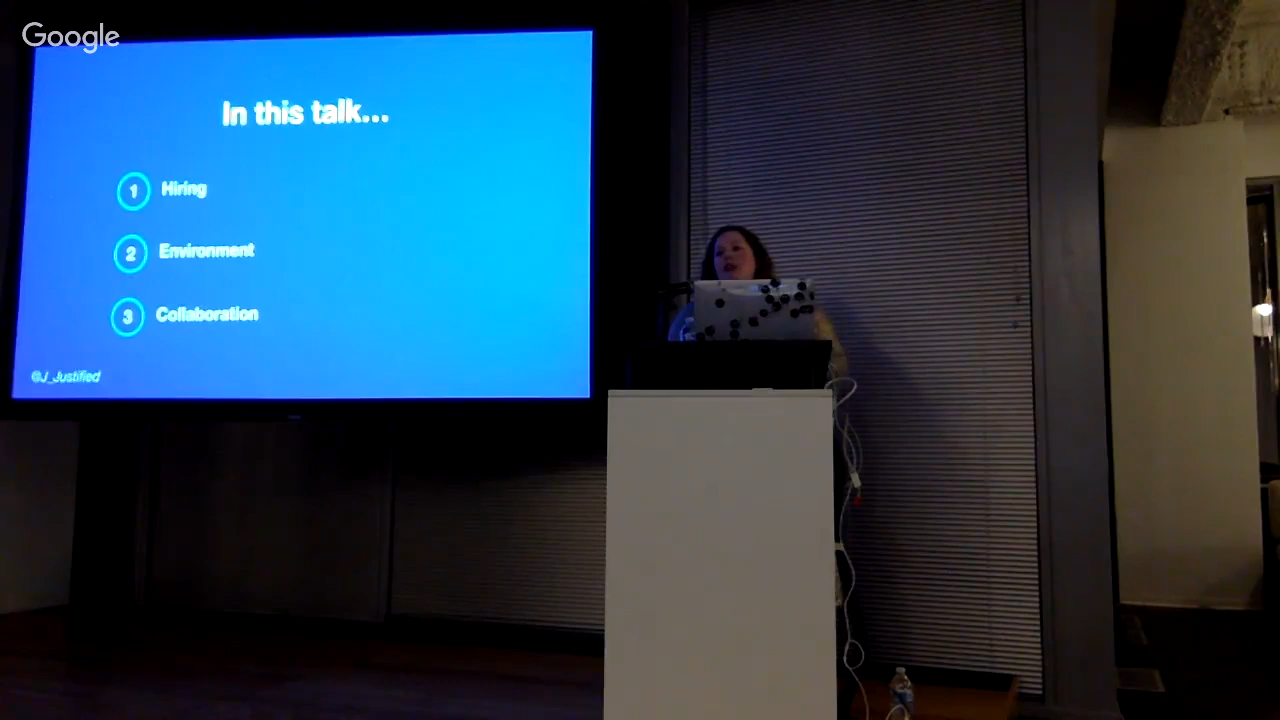 Google
In this talk...
1 Hiring
2 Environment
3 Collaboration
@J_Justified